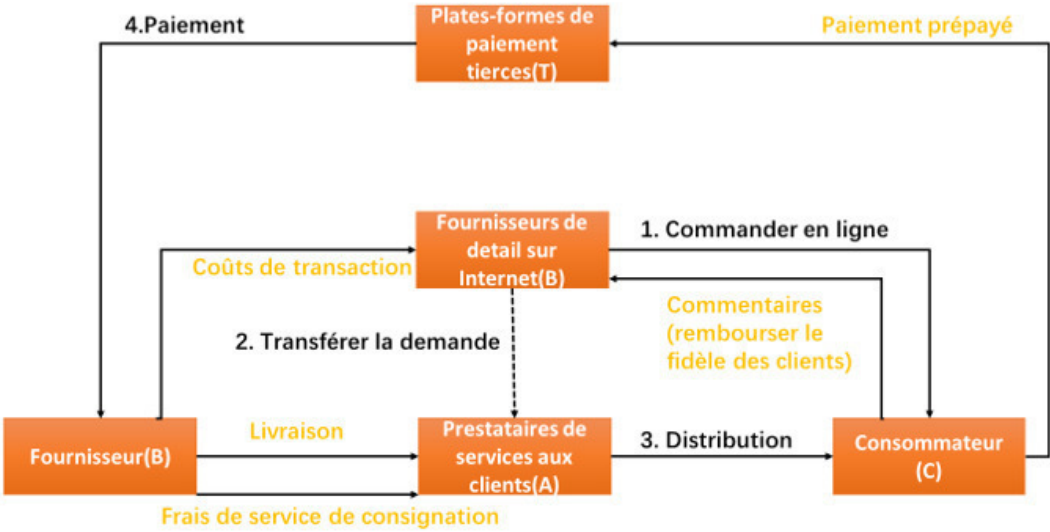 4.Paiement
Plates-formes de
paiement
tierces(T)
Paiement prépayé
Fournisseurs de
detail sur
Internet(B)
1. Commander en ligne
Coûts de transaction
Commentaires
(rembourser le
fidèle des clients)
2. Transférer la demande
Livraison
Fournisseur(B)
Prestataires de
services aux
clients(A)
3. Distribution
Consommateur
(C)
Frais de service de consignation